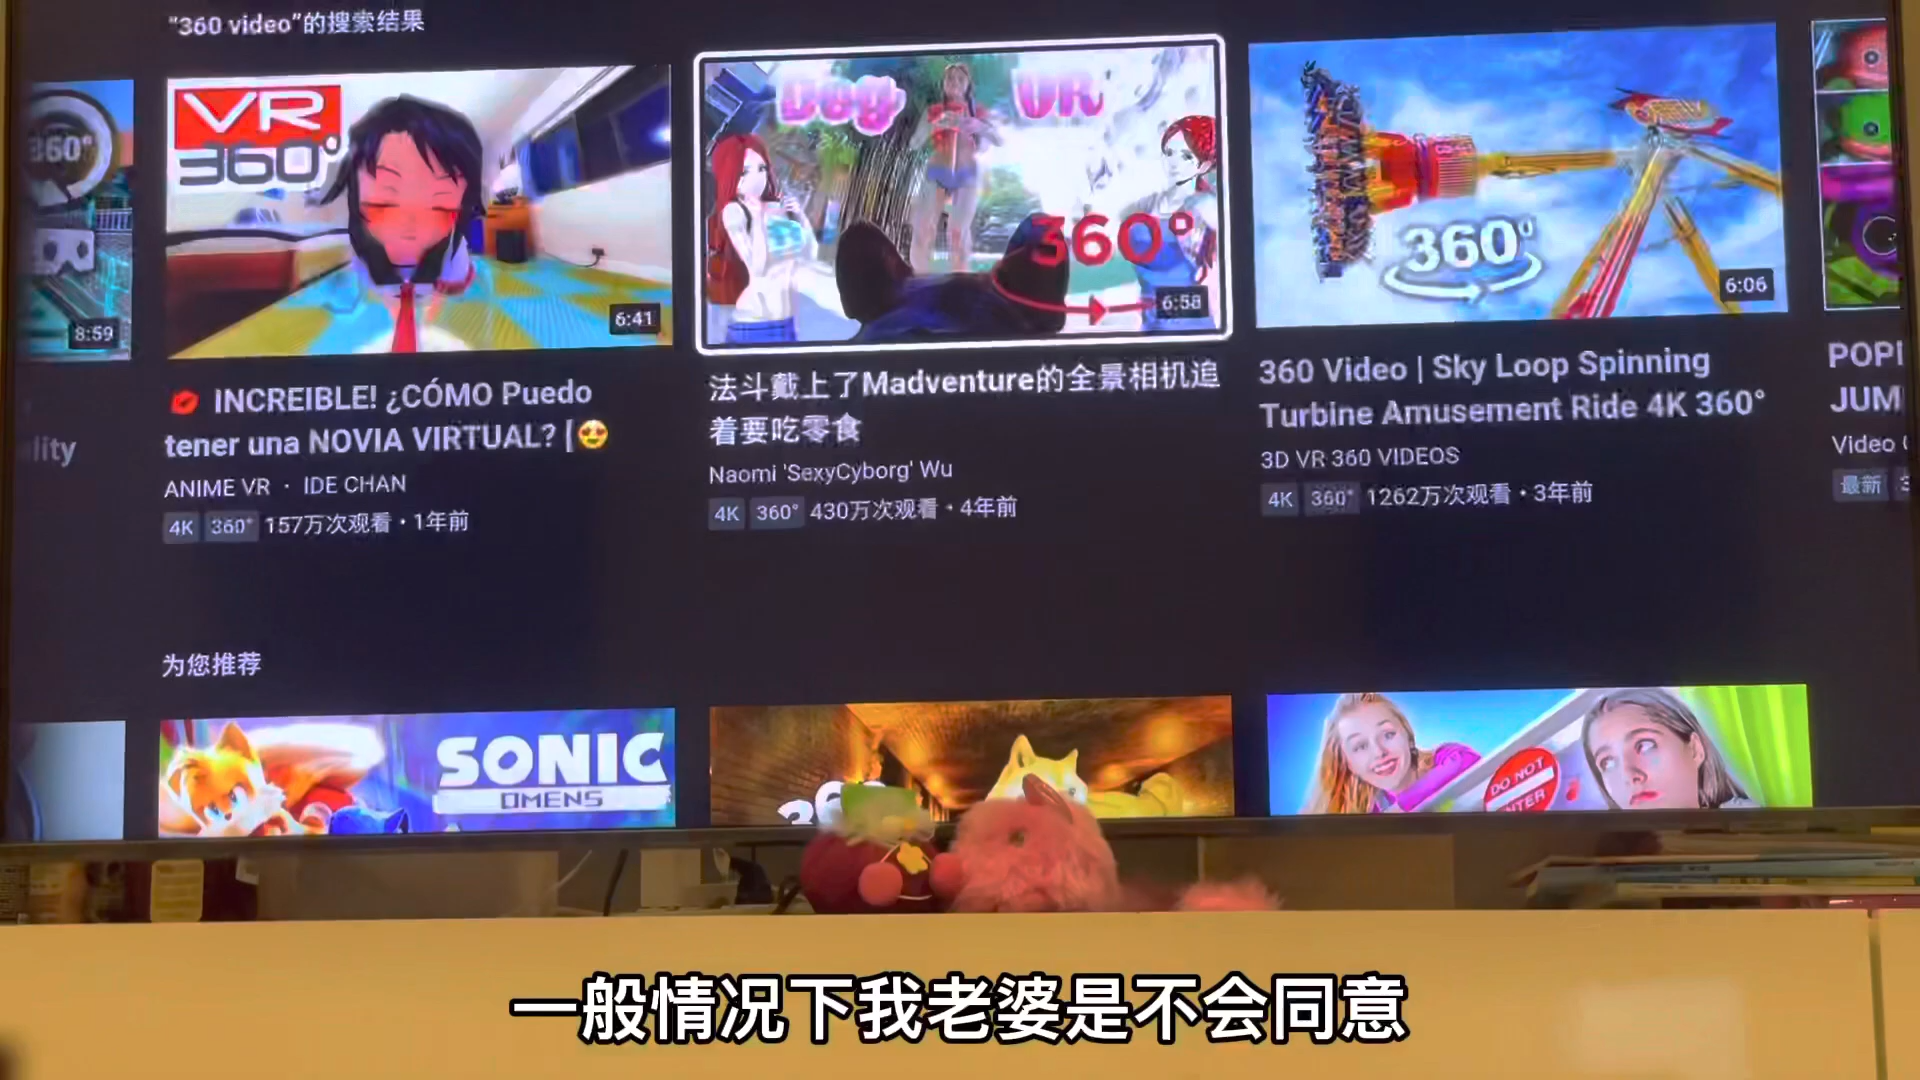 "360 video"的搜索结果
360°
8:59
VR
360°
6:41
Dog VR
360°
6:58
360°
6:06
INCREIBLE! ¿CÓMO Puedo
tener una NOVIA VIRTUAL? |
ANIME VR · IDE CHAN
4K 360° 157万次观看 · 1年前
法斗戴上了Madventure的全景相机追
着要吃零食
Naomi 'SexyCyborg' Wu
4K 360° 430万次观看 · 4年前
360 Video | Sky Loop Spinning
Turbine Amusement Ride 4K 360°
3D VR 360 VIDEOS
4K 360° 1262万次观看 · 3年前
JUM
Video
最新
为您推荐
SONIC
OMENS
DO NOT
一般情况下我老婆是不会同意